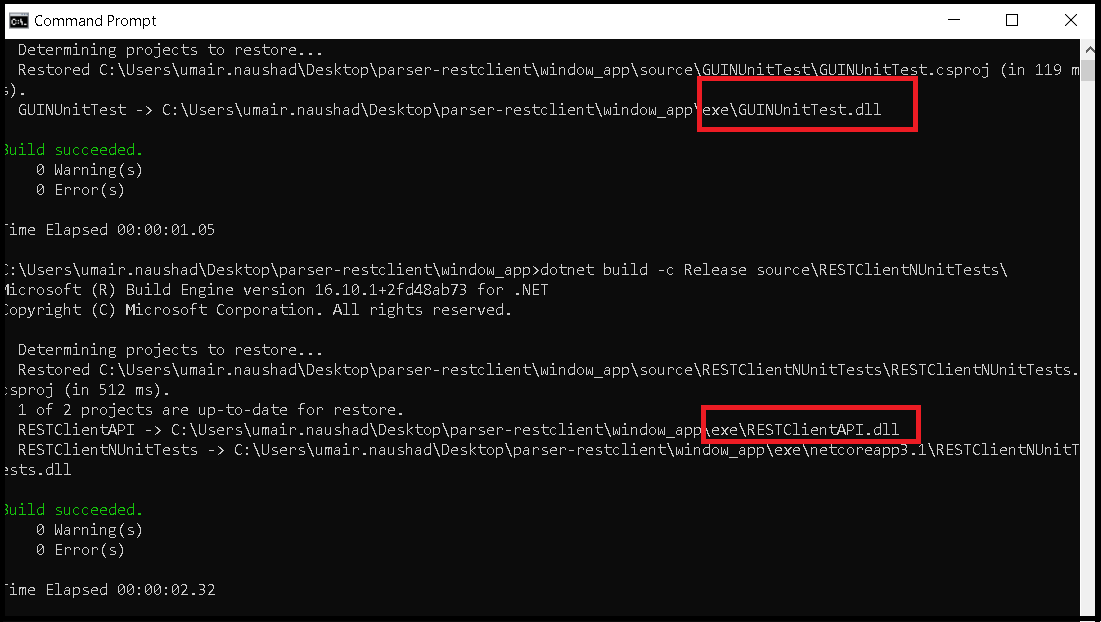 Command Prompt
Determining projects to restore...
Restored C:\Users\umair.naushad\Desktop\parser-restclient\window_app\source\GUINUnitTest\GUINUnitTest.csproj (in 119 m
s).
GUINUnitTest -> C:\Users\umair.naushad\Desktop\parser-restclient\window_app\exe\GUINUnitTest.dll
Build succeeded.
0 Warning(s)
0 Error(s)
Time Elapsed 00:00:01.05
C:\Users\umair.naushad\Desktop\parser-restclient\window_app>dotnet build -c Release source\RESTClientNUnitTests\
Microsoft (R) Build Engine version 16.10.1+2fd48ab73 for .NET
Copyright (C) Microsoft Corporation. All rights reserved.
Determining projects to restore...
Restored C:\Users\umair.naushad\Desktop\parser-restclient\window_app\source\RESTClientNUnitTests\RESTClientNUnitTests.
csproj (in 512 ms).
1 of 2 projects are up-to-date for restore.
RESTClientAPI -> C:\Users\umair.naushad\Desktop\parser-restclient\window_app\exe\RESTClientAPI.dll
RESTClientNUnitTests -> C:\Users\umair.naushad\Desktop\parser-restclient\window_app\exe\netcoreapp3.1\RESTClientNUnitT
ests.dll
Build succeeded.
0 Warning(s)
0 Error(s)
Time Elapsed 00:00:02.32